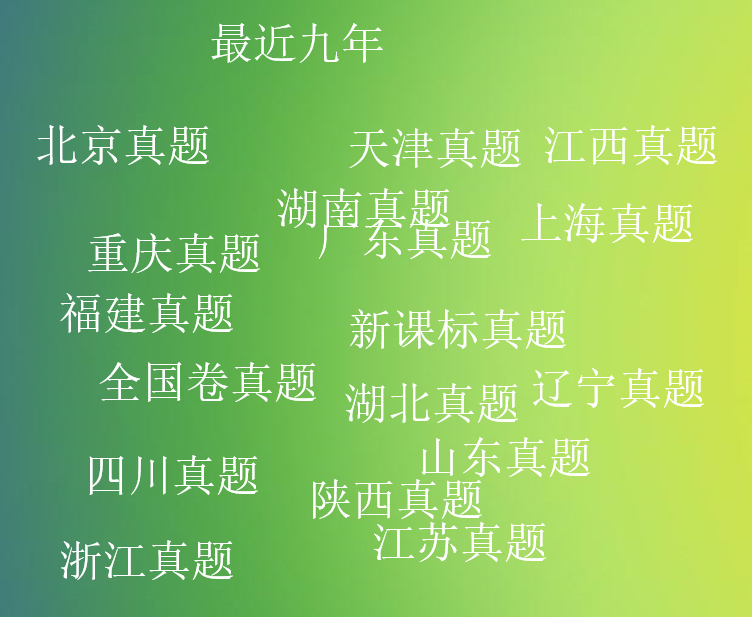 最近九年
北京真题
天津真题
江西真题
湖南真题
上海真题
广东真题
重庆真题
福建真题
新课标真题
全国卷真题
辽宁真题
湖北真题
山东真题
四川真题
陕西真题
江苏真题
浙江真题